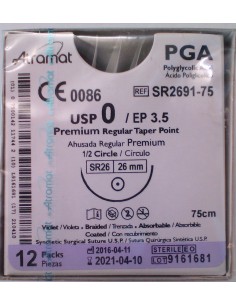 Atramat
PGA
Polyglycolic A
Ácido Poliglic
CE 0086
REF SR2691-75
USP 0 / EP 3.5
Premium Regular Taper Point
Ahusada Regular Premium
1/2 Circle / Círculo
SR26 26 mm
75cm
Violet / Violeta • Braided / Trenzada • Absorbable / Absorbible
Coated / Con Recubrimiento
Synthetic Surgical Suture U.S.P. / Sutura Quirúrgica Sintética U.S.P.
12 Packs
Piezas
2016-04-11
2021-04-10
STERILE EO
LOT 9161681